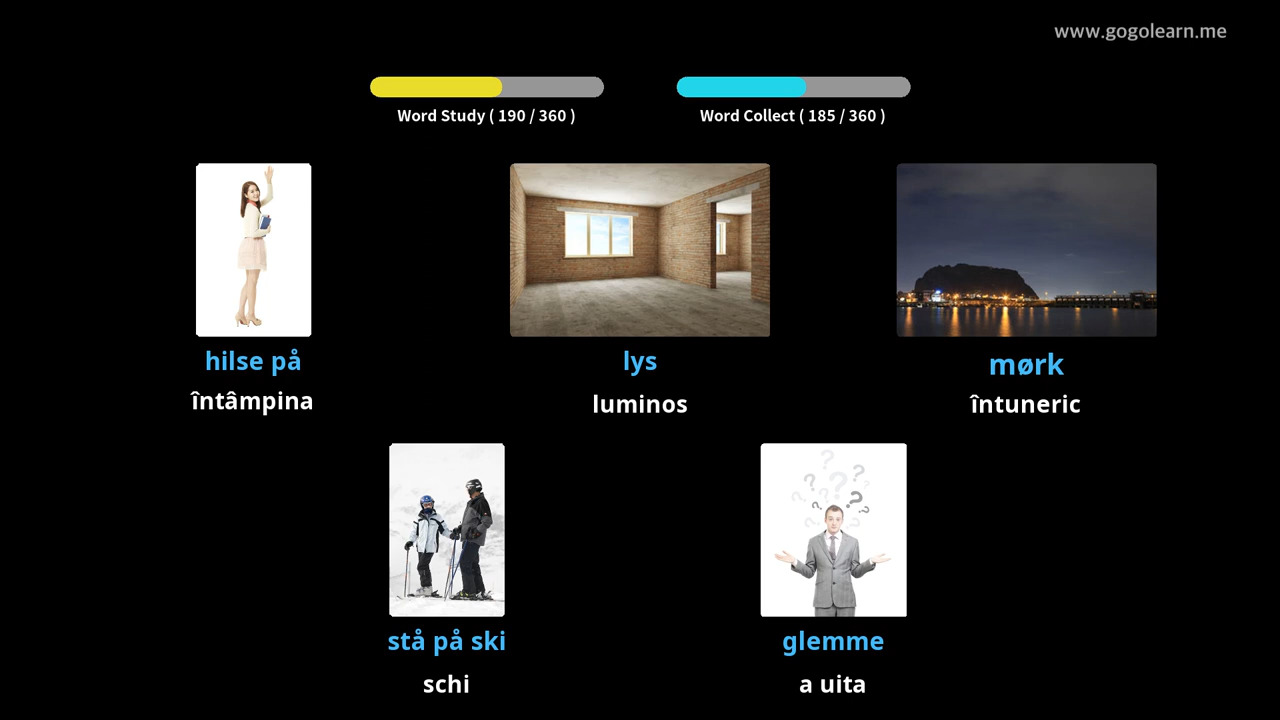 www.gogolearn.me
Word Study ( 190 / 360 )
Word Collect ( 185 / 360 )
hilse på
întâmpina
lys
luminos
mørk
întuneric
stå på ski
schi
glemme
a uita